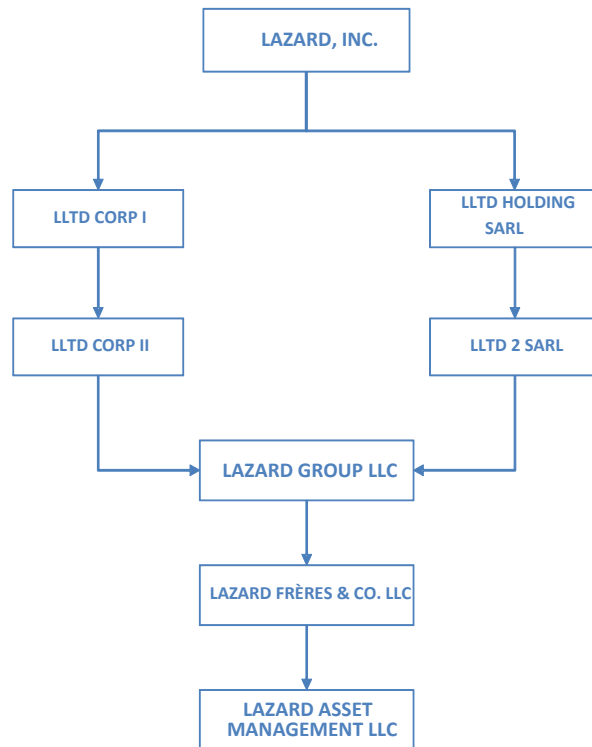 LAZARD, INC.
LLTD CORP I
LLTD HOLDING
SARL
LLTD CORP II
LLTD 2 SARL
LAZARD GROUP LLC
LAZARD FRÈRES & CO. LLC
LAZARD ASSET
MANAGEMENT LLC